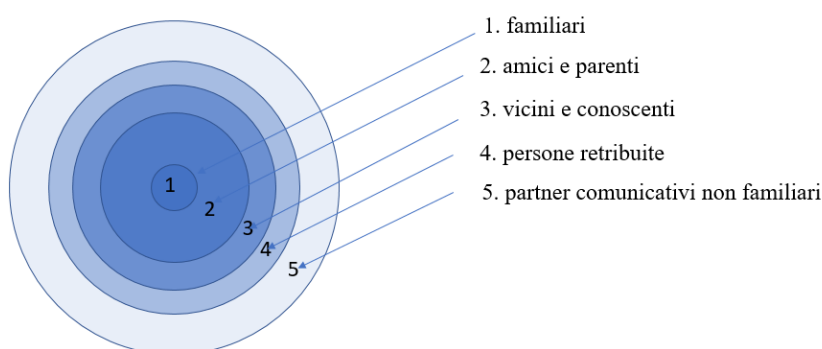 1. familiari
2. amici e parenti
3. vicini e conoscenti
4. persone retribuite
5. partner comunicativi non familiari
1
2
3
4
5